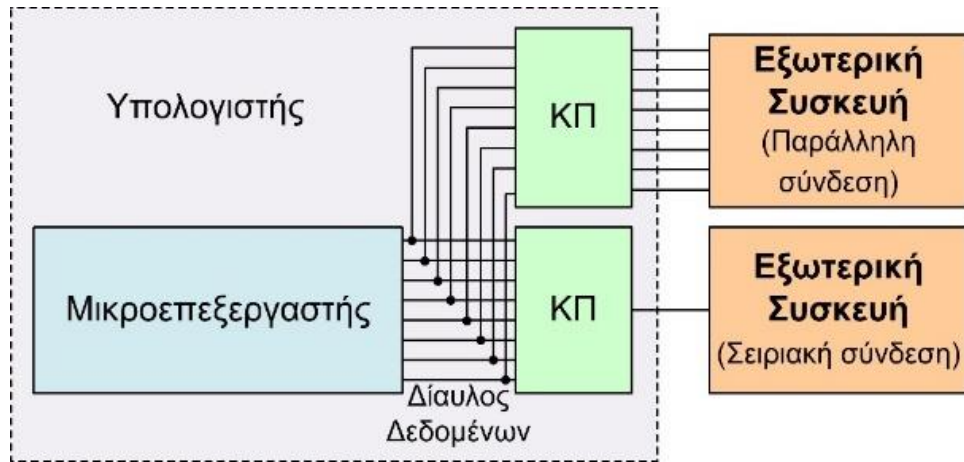 Υπολογιστής
ΚΠ
Εξωτερική
Συσκευή
(Παράλληλη
σύνδεση)
Μικροεπεξεργαστής
ΚΠ
Εξωτερική
Συσκευή
(Σειριακή σύνδεση)
Δίαυλος
Δεδομένων